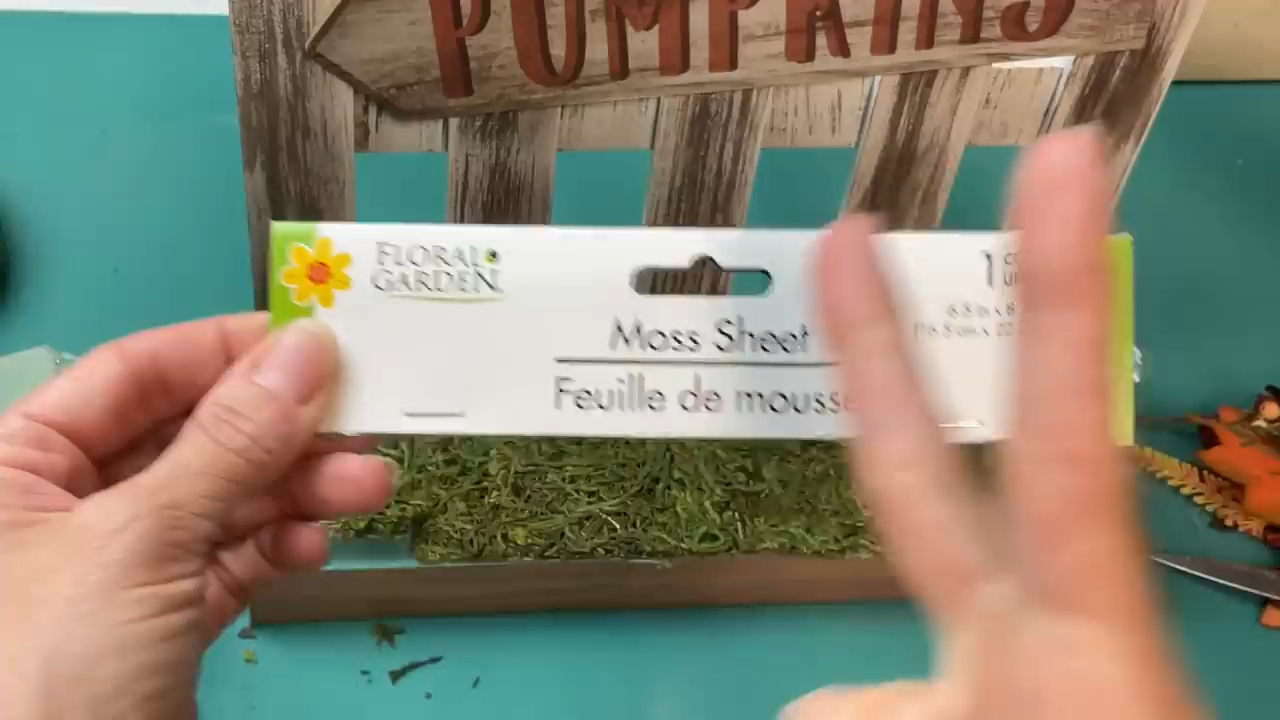 PUMPKINS
FLORAL
GARDEN
Moss Sheet
Feuille de mousse
1